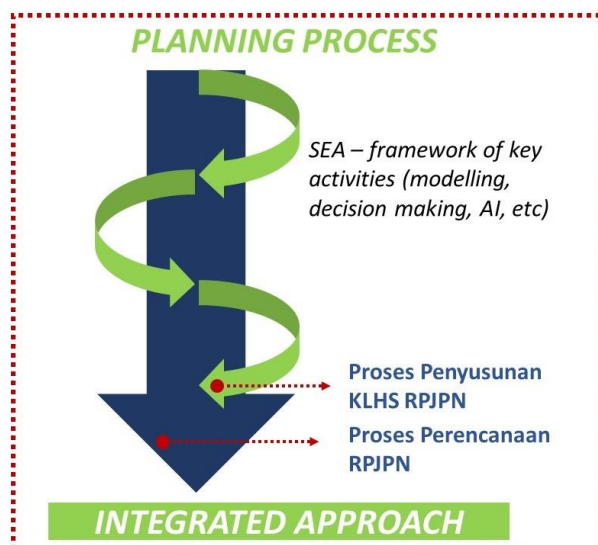 PLANNING PROCESS
SEA – framework of key
activities (modelling,
decision making, AI, etc)
Proses Penyusunan
KLHS RPJPN
Proses Perencanaan
RPJPN
INTEGRATED APPROACH